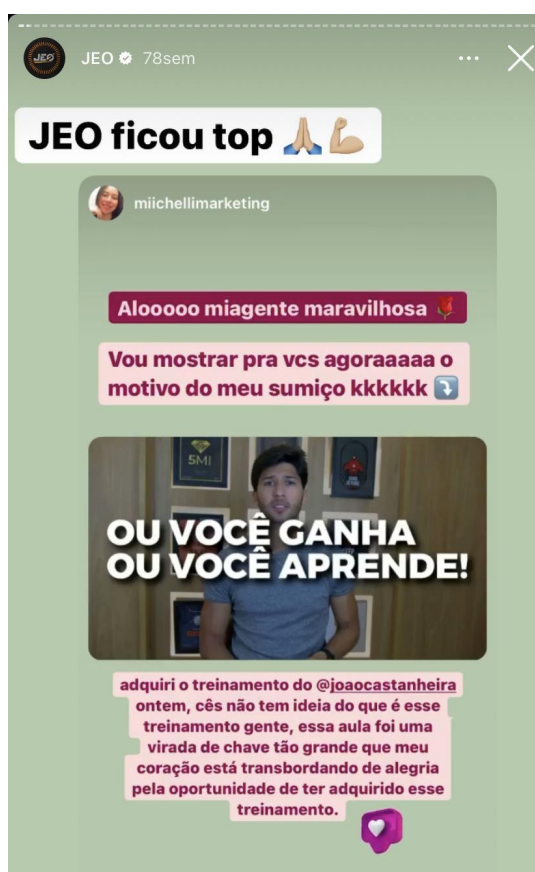 JEO
JEO 78sem
JEO ficou top 🙏🏼💪🏼
miichellimarketing
Alooooo miagente maravilhosa 🌹
Vou mostrar pra vcs agoraaaaa o
motivo do meu sumiço kkkkkk ⤵️
5MI
OU VOCÊ GANHA
OU VOCÊ APRENDE!
adquiri o treinamento do @joaocastanheira
ontem, cês não tem ideia do que é esse
treinamento gente, essa aula foi uma
virada de chave tão grande que meu
coração está transbordando de alegria
pela oportunidade de ter adquirido esse
treinamento.